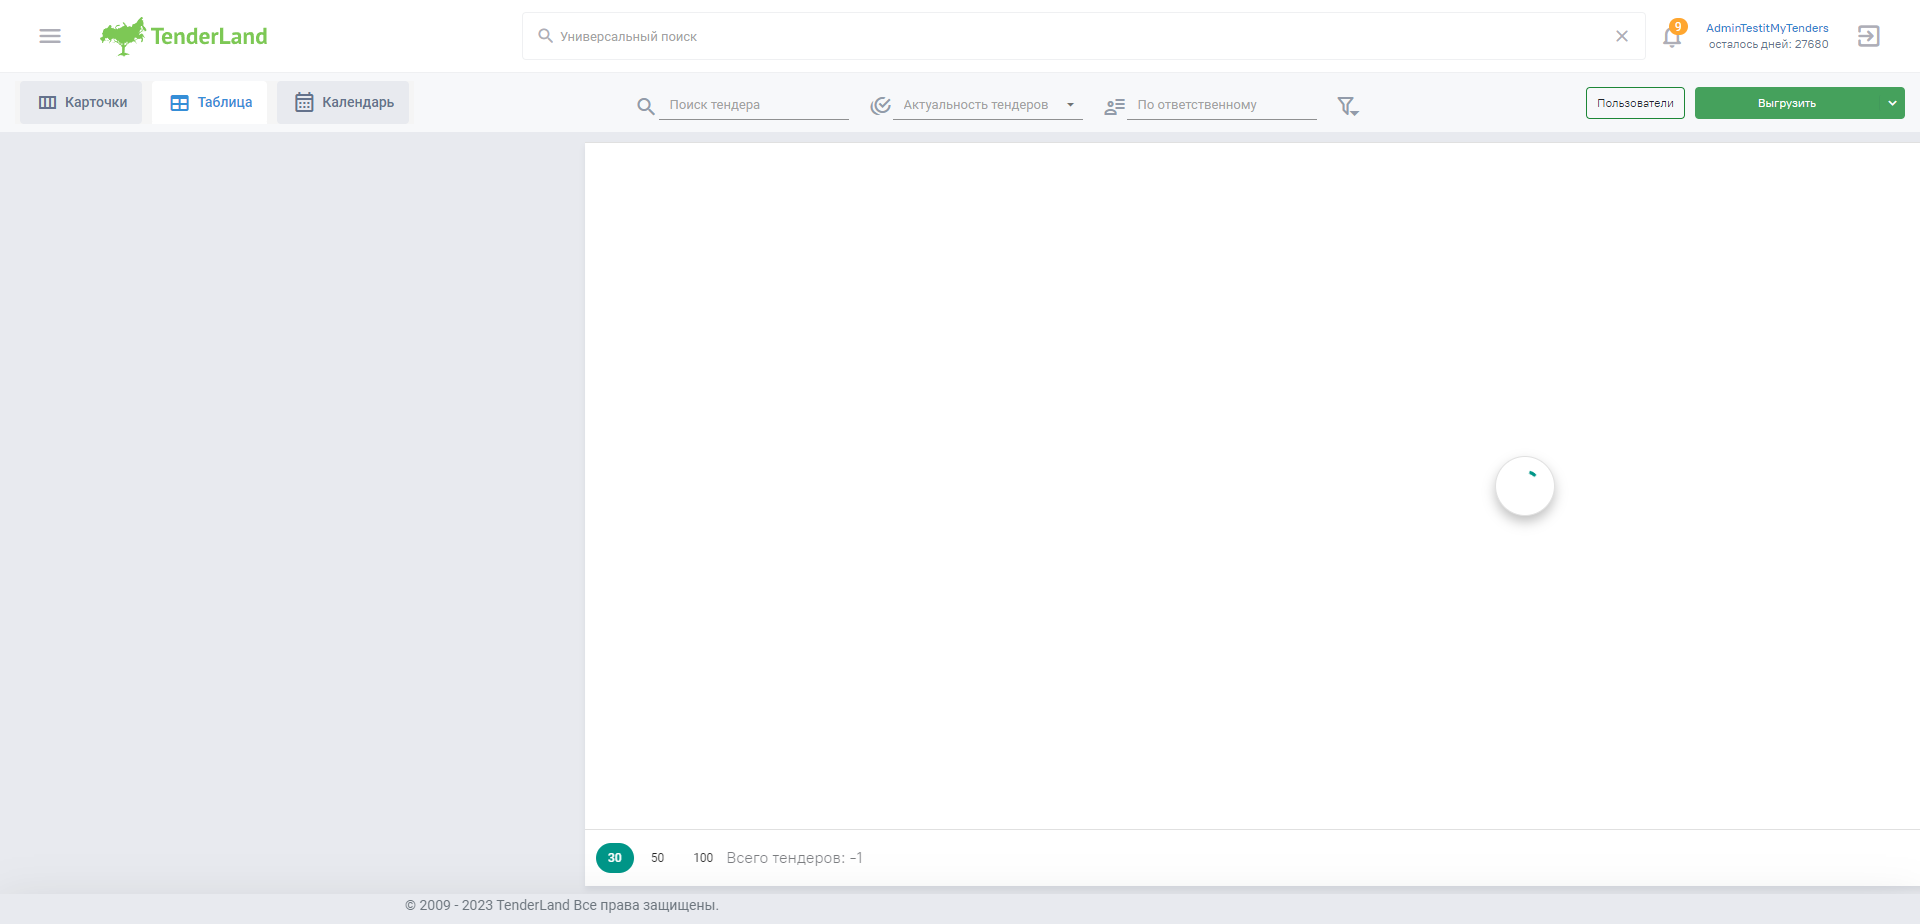 TenderLand
Универсальный поиск
9
AdminTestitMyTenders
осталось дней: 27680
Карточки
Таблица
Календарь
Поиск тендера
Актуальность тендеров
По ответственному
Пользователи
Выгрузить
30 50 100 Всего тендеров: -1
© 2009 - 2023 TenderLand Все права защищены.